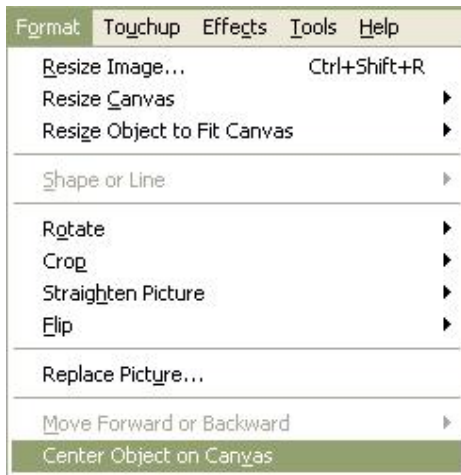 Format Touchup Effects Tools Help
Resize Image... Ctrl+Shift+R
Resize Canvas
Resize Object to Fit Canvas
Shape or Line
Rotate
Crop
Straighten Picture
Flip
Replace Picture...
Move Forward or Backward
Center Object on Canvas